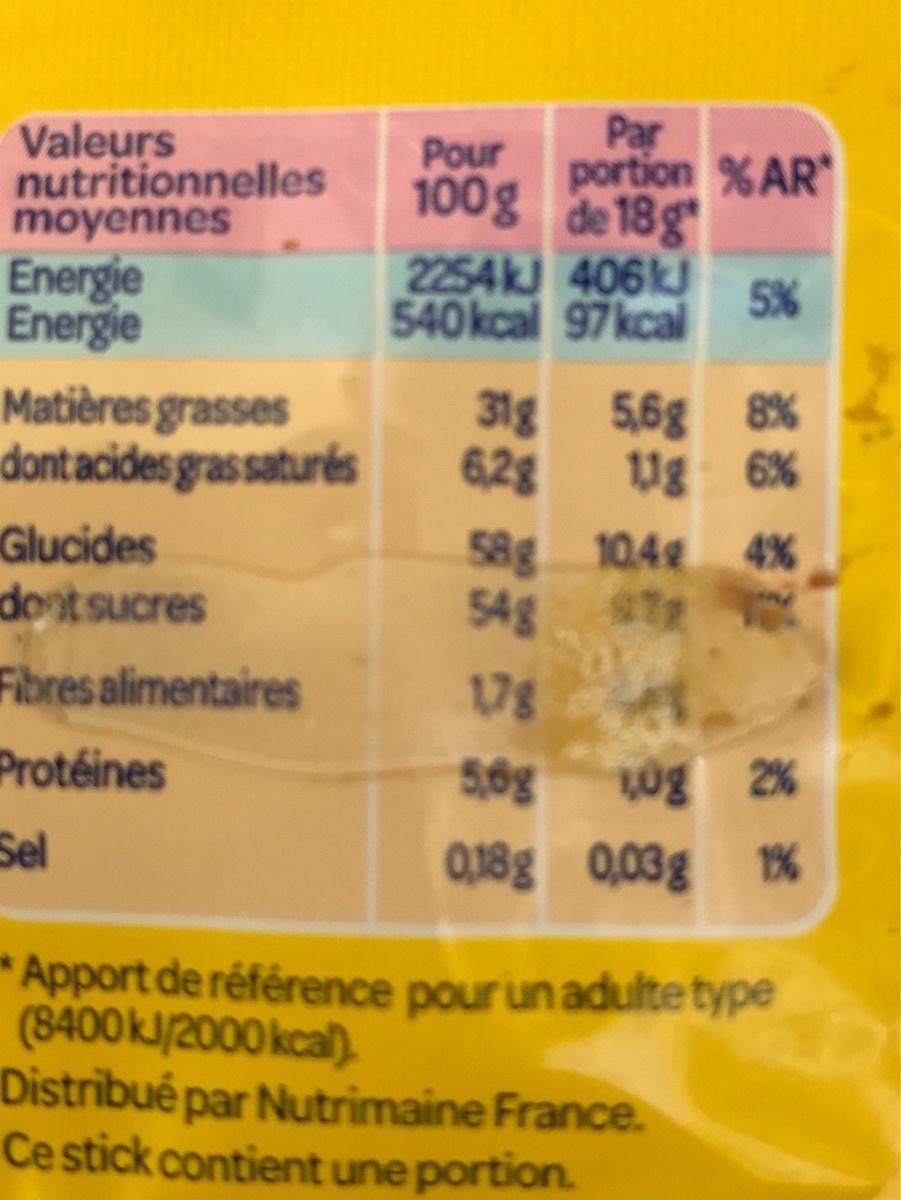 Valeurs nutritionnelles moyennes Pour 100g Par portion de 18g* %AR*
Energie 2254kJ 406kJ 5%
Energie 540kcal 97kcal
Matières grasses 31g 5,6g 8%
dont acides gras saturés 6,2g 1,1g 6%
Glucides 58g 10,4g 4%
dont sucres 54g
Fibres alimentaires 1,7g
Protéines 5,6g 1,0g 2%
Sel 0,18g 0,03g 1%
* Apport de référence pour un adulte type
(8400kJ/2000kcal).
Distribué par Nutrimaine France.
Ce stick contient une portion.